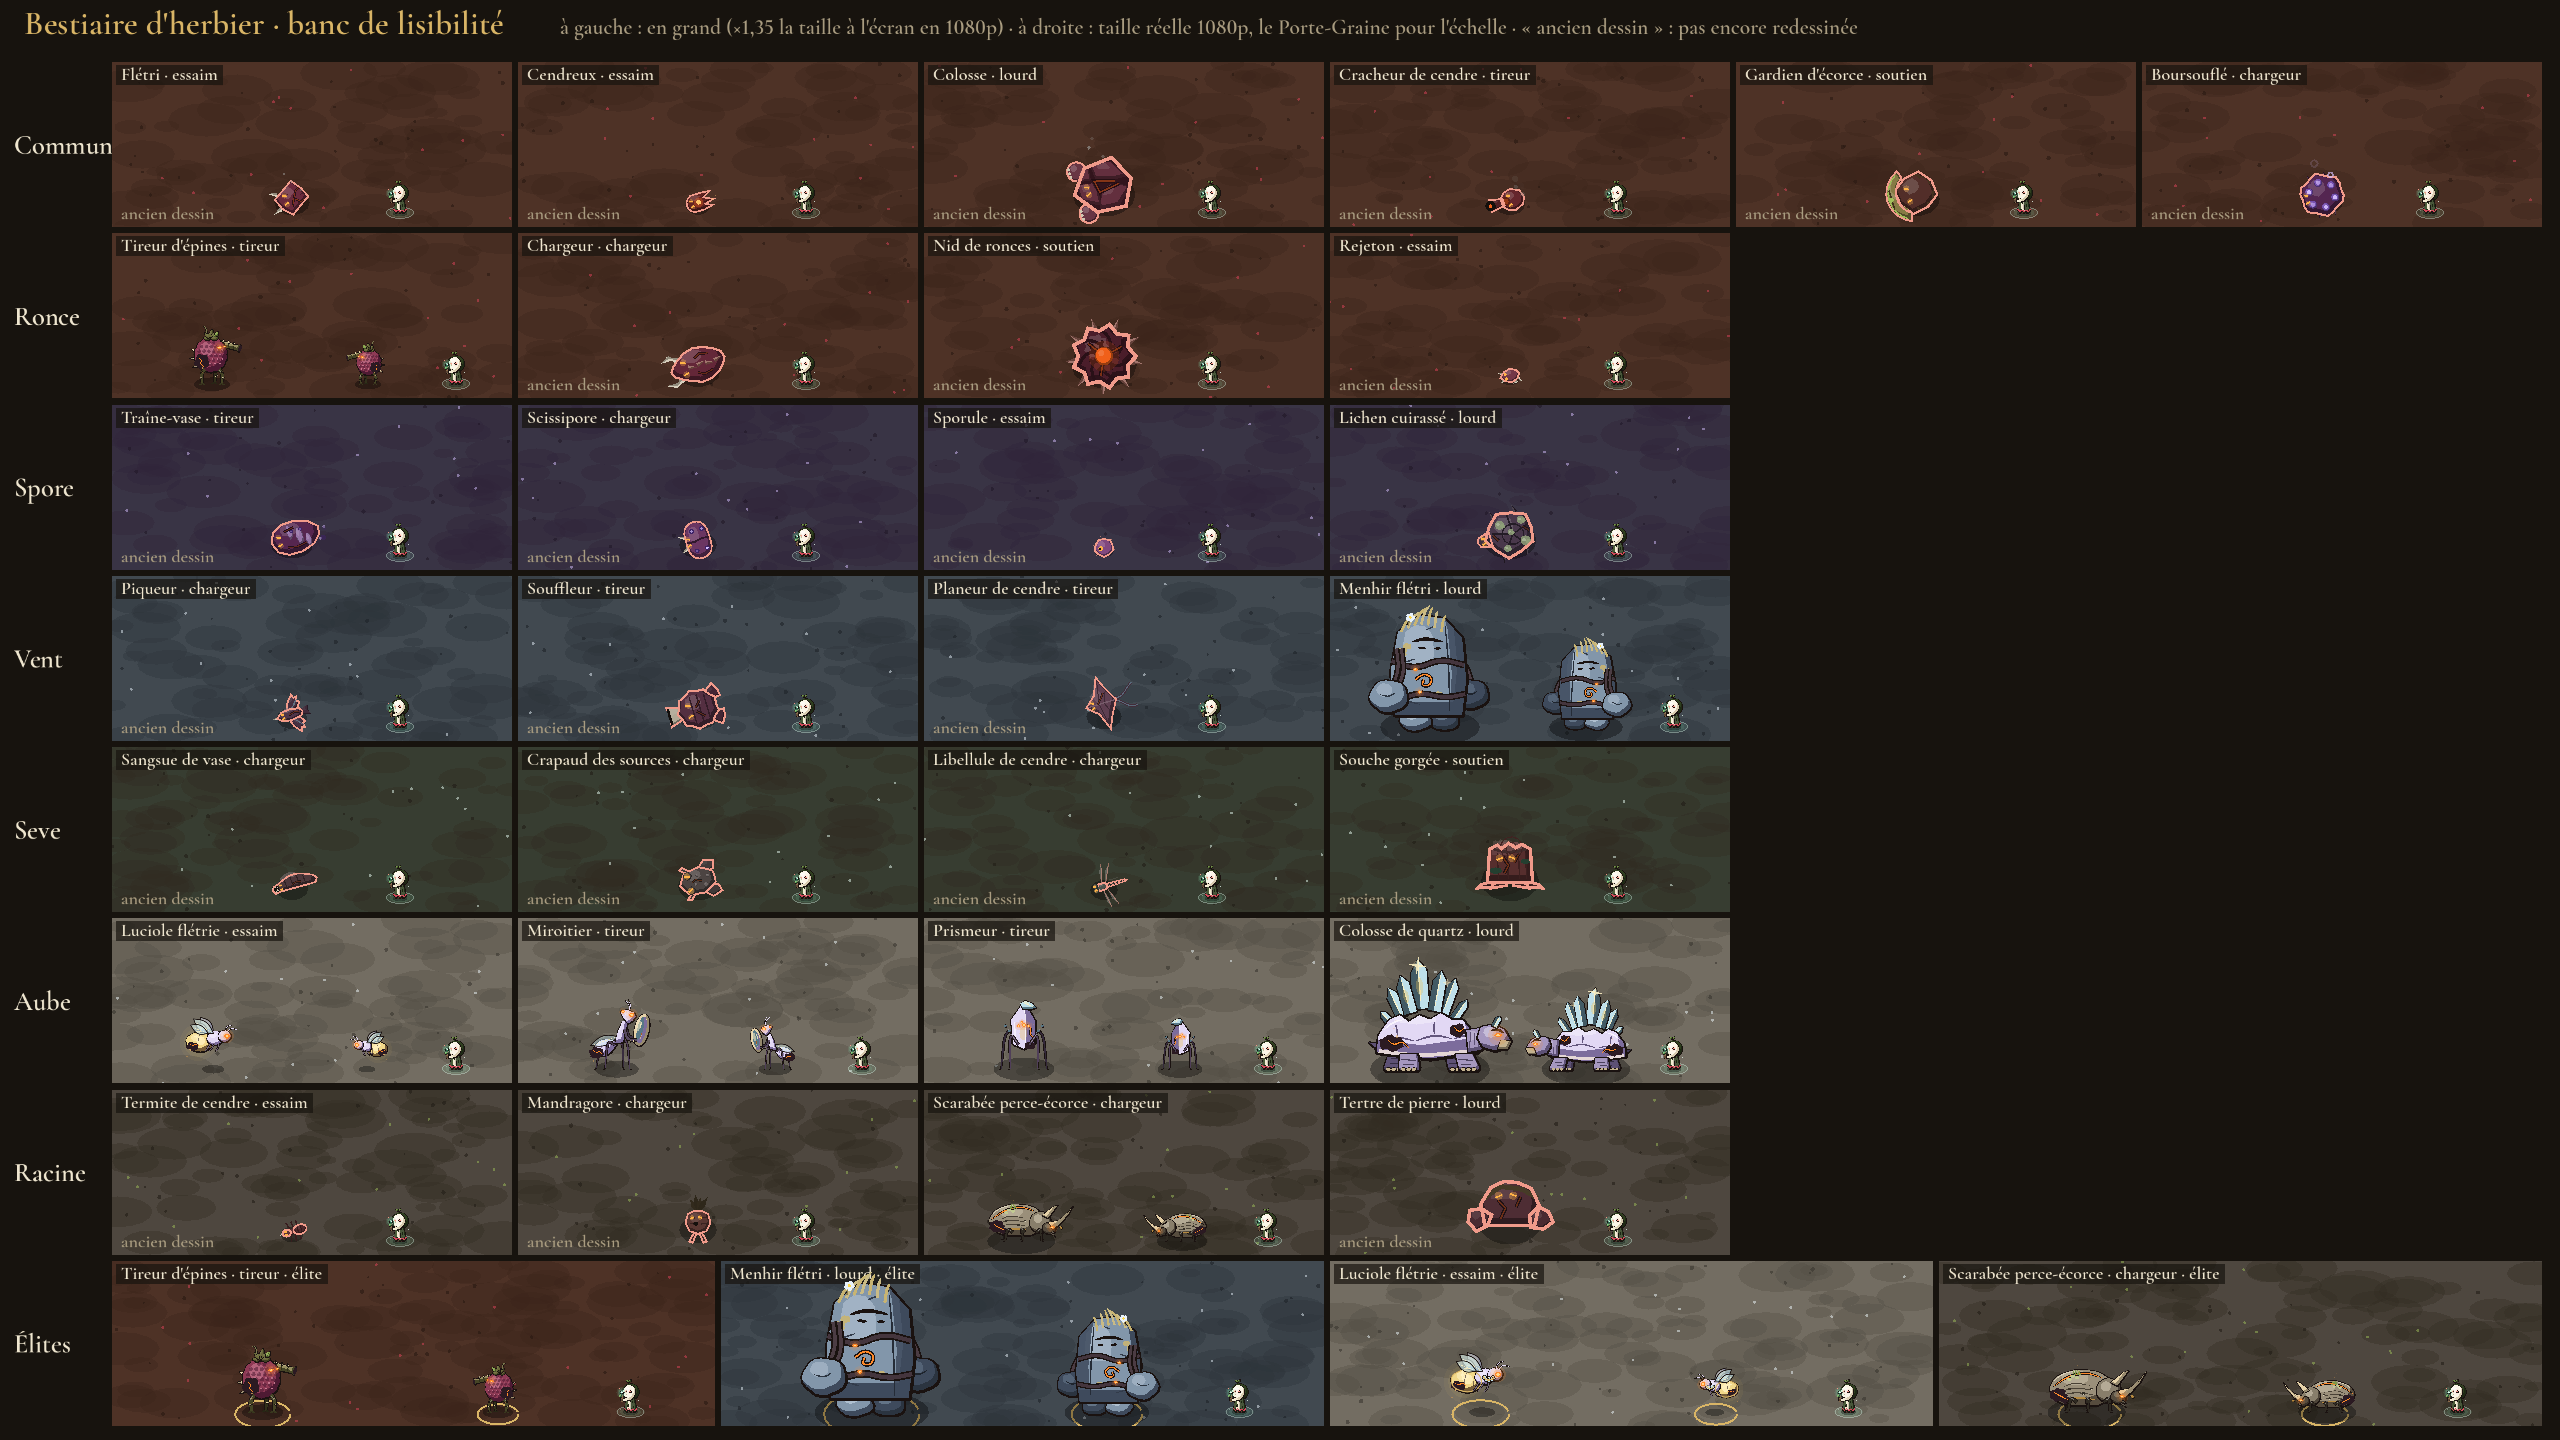 Bestiaire d'herbier · banc de lisibilité
à gauche : en grand (×1,35 la taille à l'écran en 1080p) · à droite : taille réelle 1080p, le Porte-Graine pour l'échelle · « ancien dessin » : pas encore redessinée
Commun
Flétri · essaim
ancien dessin
Cendreux · essaim
ancien dessin
Colosse · lourd
ancien dessin
Cracheur de cendre · tireur
ancien dessin
Gardien d'écorce · soutien
ancien dessin
Boursouflé · chargeur
ancien dessin
Ronce
Tireur d'épines · tireur
Chargeur · chargeur
ancien dessin
Nid de ronces · soutien
ancien dessin
Rejeton · essaim
ancien dessin
Spore
Traîne-vase · tireur
ancien dessin
Scissipore · chargeur
ancien dessin
Sporule · essaim
ancien dessin
Lichen cuirassé · lourd
ancien dessin
Vent
Piqueur · chargeur
ancien dessin
Souffleur · tireur
ancien dessin
Planeur de cendre · tireur
ancien dessin
Menhir flétri · lourd
Seve
Sangsue de vase · chargeur
ancien dessin
Crapaud des sources · chargeur
ancien dessin
Libellule de cendre · chargeur
ancien dessin
Souche gorgée · soutien
ancien dessin
Aube
Luciole flétrie · essaim
Miroitier · tireur
Prismeur · tireur
Colosse de quartz · lourd
Racine
Termite de cendre · essaim
ancien dessin
Mandragore · chargeur
ancien dessin
Scarabée perce-écorce · chargeur
Tertre de pierre · lourd
ancien dessin
Élites
Tireur d'épines · tireur · élite
Menhir flétri · lourd · élite
Luciole flétrie · essaim · élite
Scarabée perce-écorce · chargeur · élite